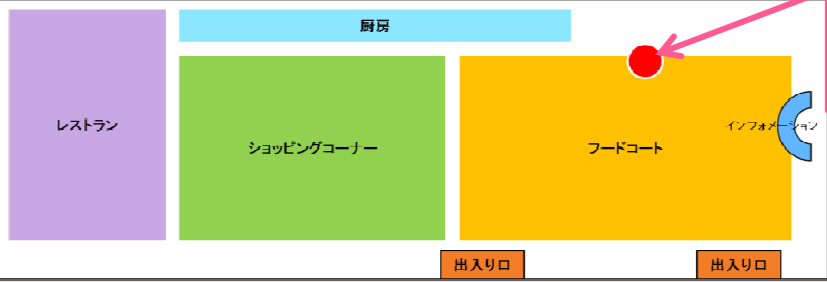 厨房
レストラン
ショッピングコーナー
フードコート
インフォメーション
出入り口
出入り口